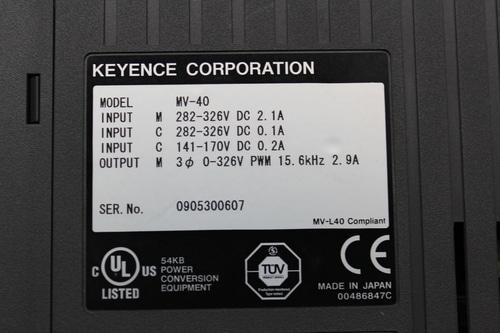 KEYENCE CORPORATION
MODEL MV-40
INPUT M 282-326V DC 2.1A
INPUT C 282-326V DC 0.1A
INPUT C 141-170V DC 0.2A
OUTPUT M 3φ 0-326V PWM 15.6kHz 2.9A
SER.No. 0905300607
MV-L40 Compliant
C UL US
LISTED
54KB
POWER
CONVERSION
EQUIPMENT
TÜV
CE
MADE IN JAPAN
00486847C